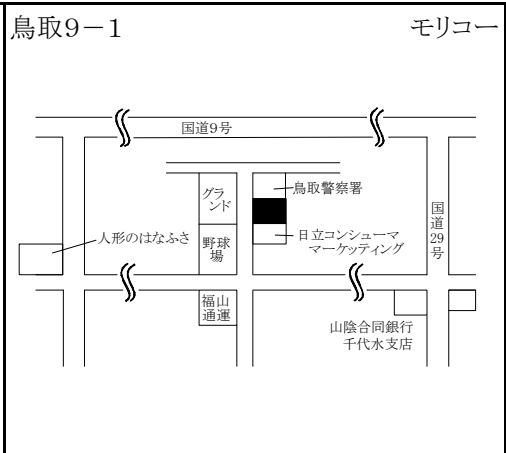 鳥取9－1
モリコー
国道9号
グラ
ンド
鳥取警察署
国道29号
人形のはなふさ
野球
場
日立コンシューマ
マーケッティング
福山
通運
山陰合同銀行
千代水支店